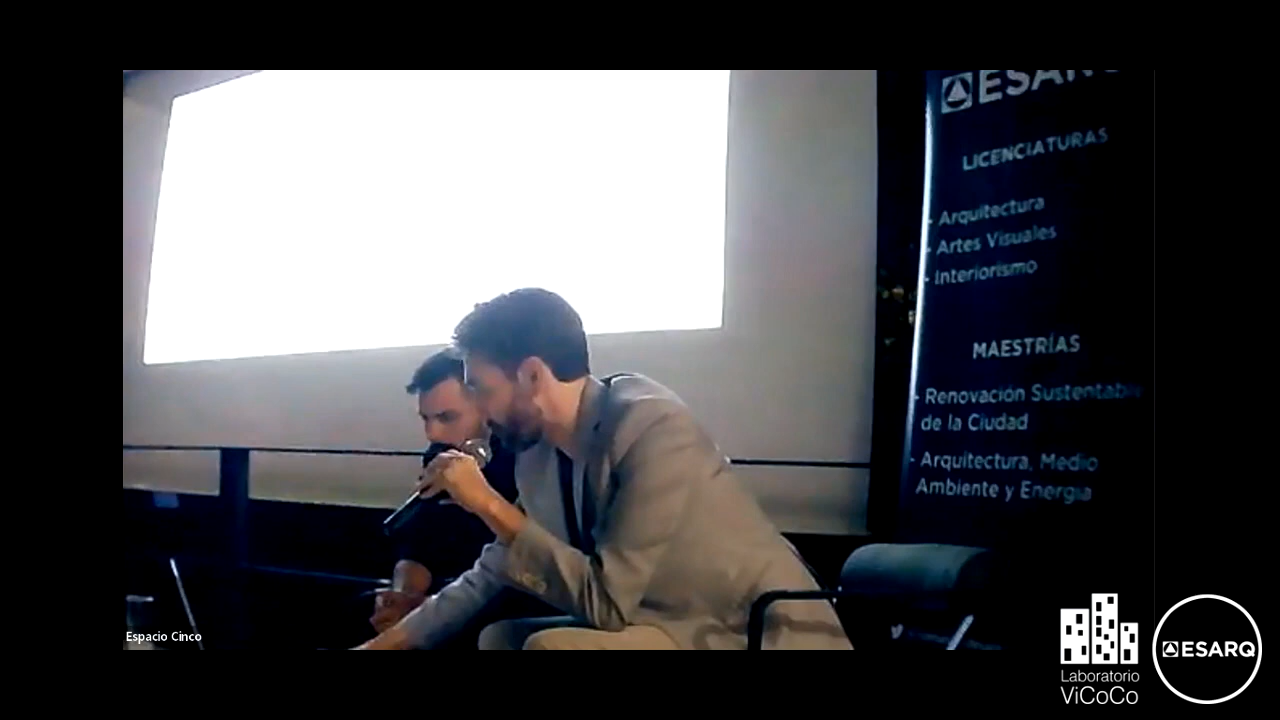 ESARQ
LICENCIATURAS
- Arquitectura
- Artes Visuales
- Interiorismo
MAESTRÍAS
- Renovación Sustentable
de la Ciudad
- Arquitectura, Medio
Ambiente y Energía
Espacio Cinco
Laboratorio
ViCoCo
ESARQ